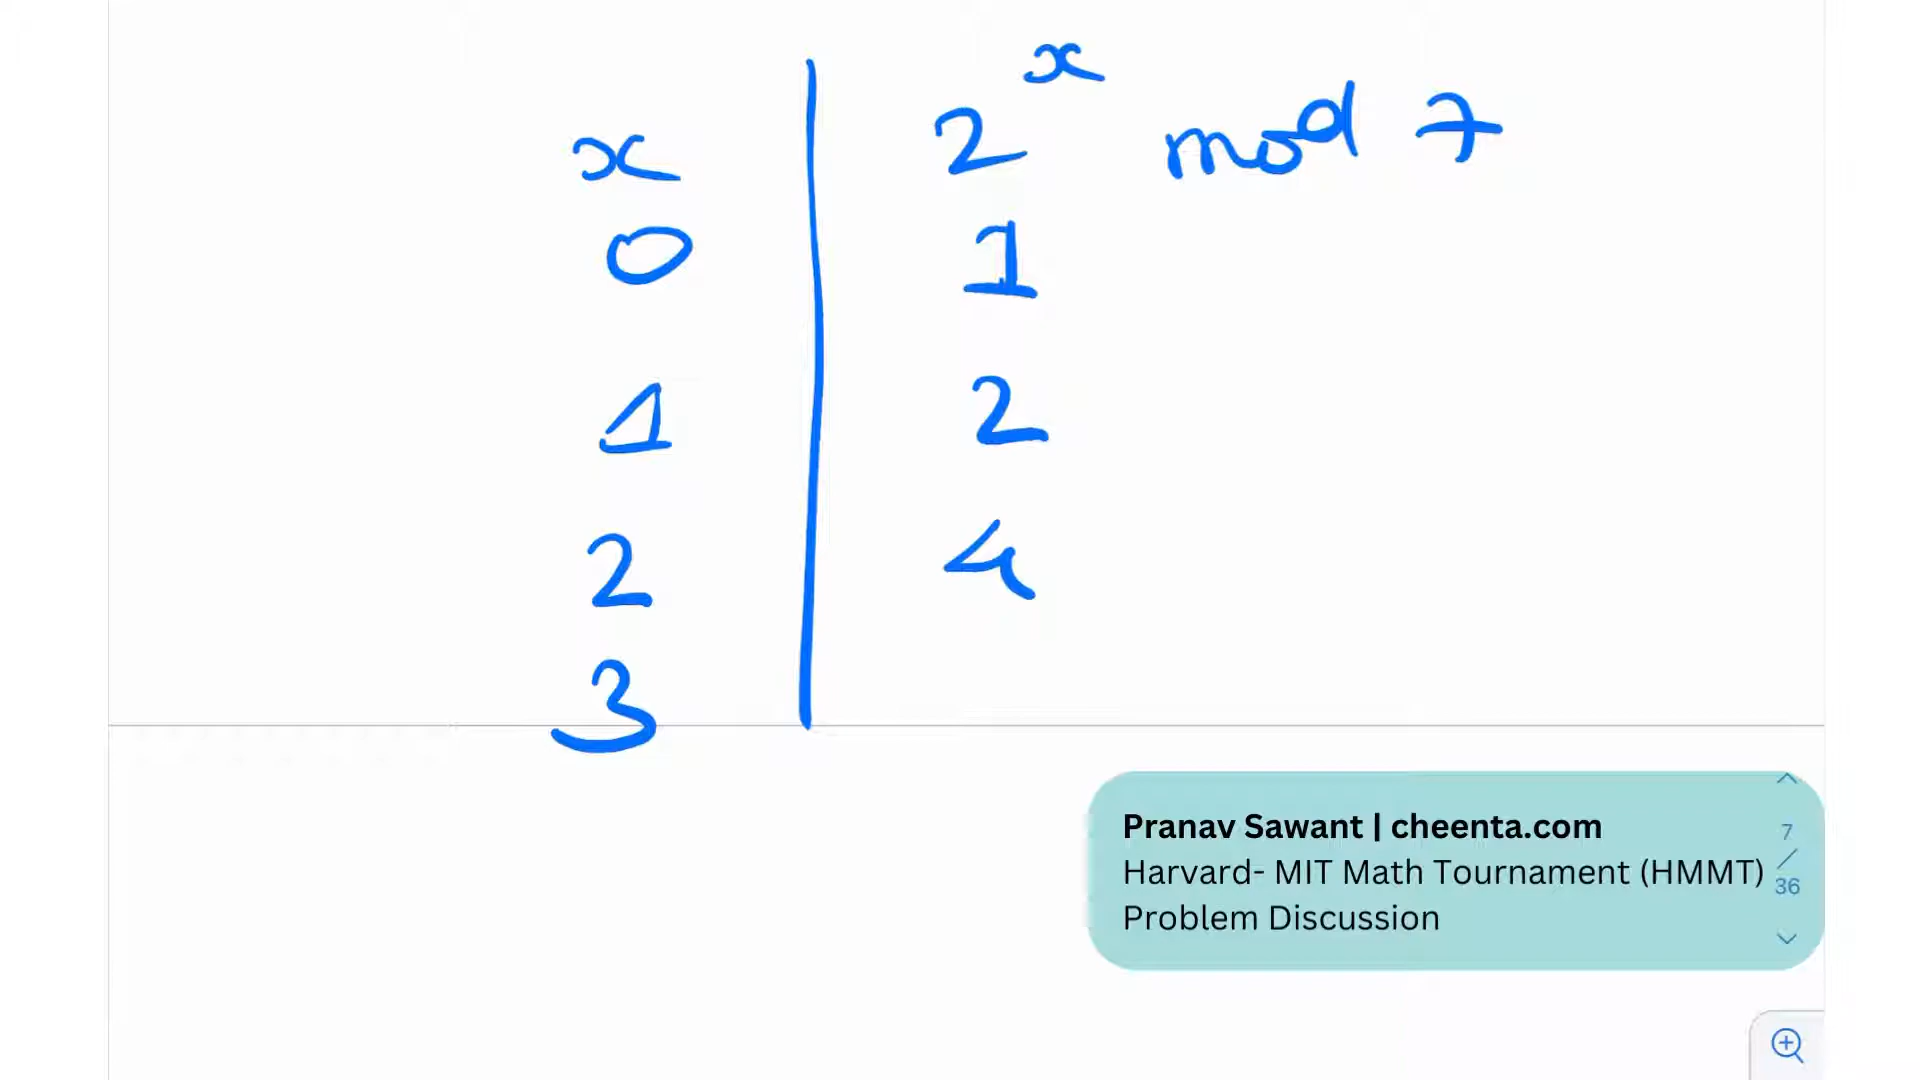 x 2^x mod 7
0 1
1 2
2 4
3
Pranav Sawant | cheenta.com
Harvard- MIT Math Tournament (HMMT)
Problem Discussion
7
/
36